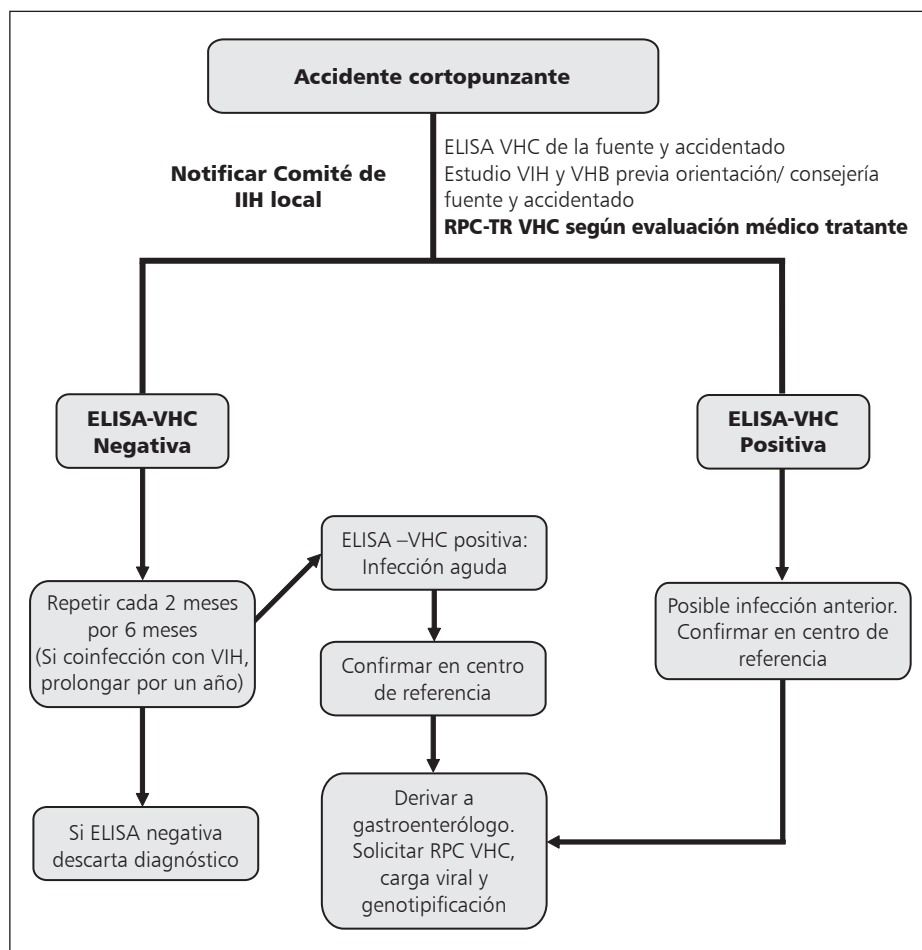 Accidente cortopunzante
Notificar Comité de
IIH local
ELISA VHC de la fuente y accidentado
Estudio VIH y VHB previa orientación/ consejería
fuente y accidentado
RPC-TR VHC según evaluación médico tratante
ELISA-VHC
Negativa
ELISA-VHC
Positiva
ELISA –VHC positiva:
Infección aguda
Repetir cada 2 meses
por 6 meses
(Si coinfección con VIH,
prolongar por un año)
Posible infección anterior.
Confirmar en centro de
referencia
Confirmar en centro
de referencia
Si ELISA negativa
descarta diagnóstico
Derivar a
gastroenterólogo.
Solicitar RPC VHC,
carga viral y
genotipificación